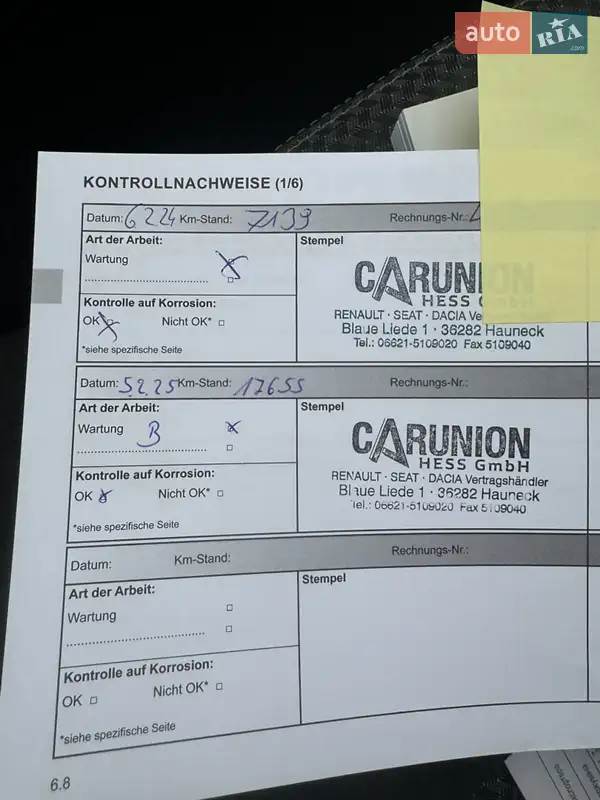 auto RIA .com
KONTROLLNACHWEISE (1/6)
Datum: 6 2 24 Km-Stand: 7139 Rechnungs-Nr.:
Art der Arbeit: Stempel
Wartung
CARUNION
HESS
RENAULT · SEAT · DACIA
Blaue Liede 1 · 36282 Hauneck
Tel.: 06621-5109020 Fax 5109040
Kontrolle auf Korrosion:
OK Nicht OK*
*siehe spezifische Seite
Datum: 5.2.25 Km-Stand: 17655 Rechnungs-Nr.:
Art der Arbeit: Stempel
Wartung B
CARUNION
HESS GmbH
RENAULT · SEAT · DACIA Vertragshändler
Blaue Liede 1 · 36282 Hauneck
Tel.: 06621-5109020 Fax 5109040
Kontrolle auf Korrosion:
OK Nicht OK*
*siehe spezifische Seite
Datum: Km-Stand: Rechnungs-Nr.:
Art der Arbeit: Stempel
Wartung
Kontrolle auf Korrosion:
OK Nicht OK*
*siehe spezifische Seite
6.8